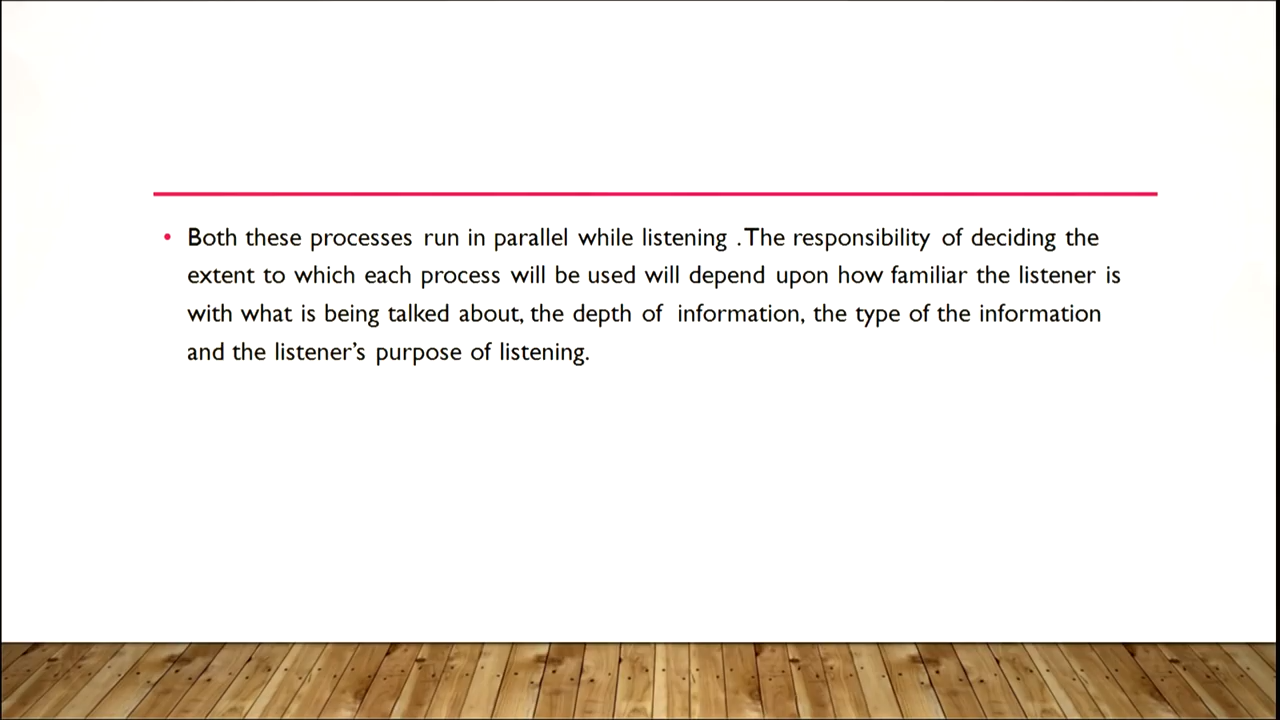 • Both these processes run in parallel while listening .The responsibility of deciding the
extent to which each process will be used will depend upon how familiar the listener is
with what is being talked about, the depth of information, the type of the information
and the listener’s purpose of listening.